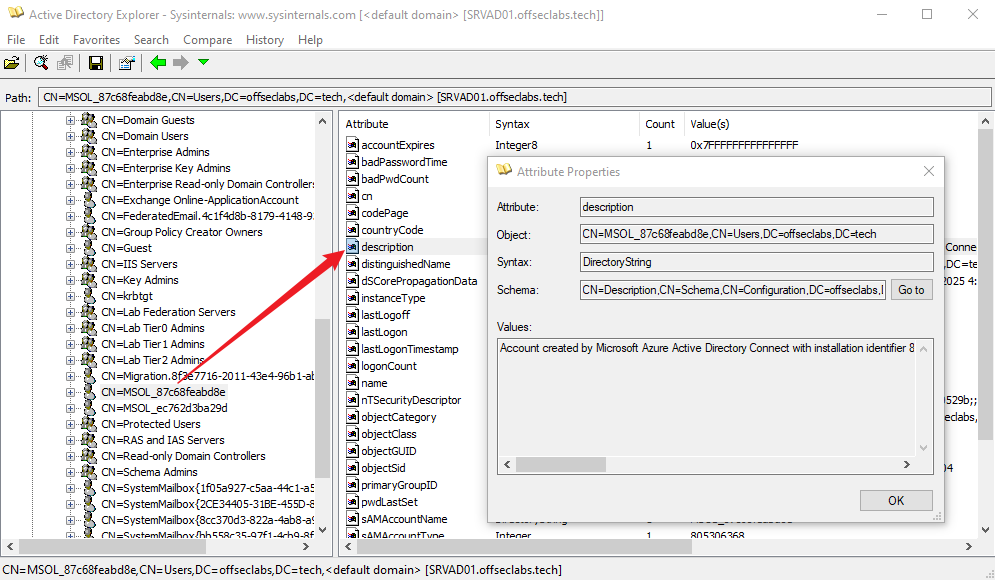 Active Directory Explorer - Sysinternals: www.sysinternals.com [<default domain> [SRVAD01.offseclabs.tech]]
File Edit Favorites Search Compare History Help
Path: CN=MSOL_87c68feabd8e,CN=Users,DC=offseclabs,DC=tech,<default domain> [SRVAD01.offseclabs.tech]
CN=Domain Guests
CN=Domain Users
CN=Enterprise Admins
CN=Enterprise Key Admins
CN=Enterprise Read-only Domain Controllers
CN=Exchange Online-ApplicationAccount
CN=FederatedEmail.4c1f4d8b-8179-4148-9
CN=Group Policy Creator Owners
CN=Guest
CN=IIS Servers
CN=Key Admins
CN=krbtgt
CN=Lab Federation Servers
CN=Lab Tier0 Admins
CN=Lab Tier1 Admins
CN=Lab Tier2 Admins
CN=Migration.8f3e7716-2011-43e4-96b1-ab
CN=MSOL_87c68feabd8e
CN=MSOL_ec762d3ba29d
CN=Protected Users
CN=RAS and IAS Servers
CN=Read-only Domain Controllers
CN=Schema Admins
CN=SystemMailbox{1f05a927-c5aa-44c1-a5
CN=SystemMailbox{2CE34405-31BE-455D-8
CN=SystemMailbox{8cc370d3-822a-4ab8-a9
CN=SystemMailbox{bb558c35-97f1-4cb9-8f
Attribute Syntax Count Value(s)
accountExpires Integer8 1 0x7FFFFFFFFFFFFFFF
badPasswordTime
badPwdCount
cn
codePage
countryCode
description Conne
distinguishedName ,DC=te
dSCorePropagationData 2025 4:
instanceType
lastLogoff
lastLogon
lastLogonTimestamp
logonCount
name
nTSecurityDescriptor 0529b;;
objectCategory offseclabs,
objectClass
objectGUID
objectSid 04
primaryGroupID
pwdLastSet
sAMAccountName
sAMAccountType Integer 1 805306368
Attribute Properties
Attribute: description
Object: CN=MSOL_87c68feabd8e,CN=Users,DC=offseclabs,DC=tech
Syntax: DirectoryString
Schema: CN=Description,CN=Schema,CN=Configuration,DC=offseclabs, Go to
Values:
Account created by Microsoft Azure Active Directory Connect with installation identifier 8
OK
CN=MSOL_87c68feabd8e,CN=Users,DC=offseclabs,DC=tech,<default domain> [SRVAD01.offseclabs.tech]